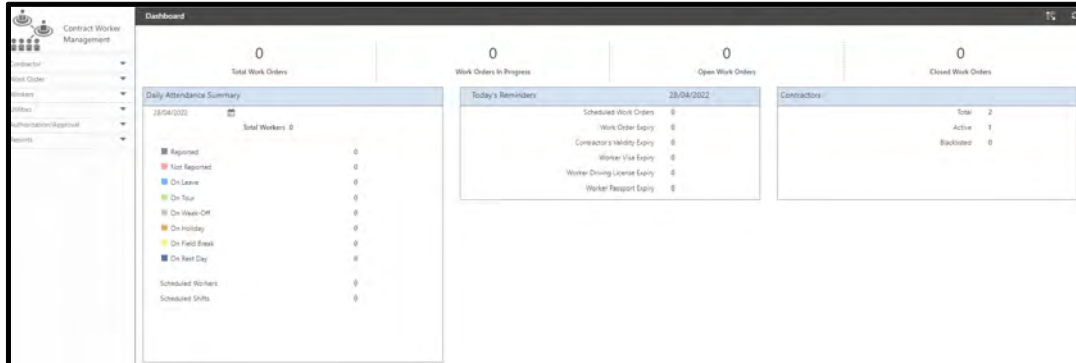 Contract Worker
Management
Contractor
Work Order
Workers
Utilities
Authorization/Approval
Reports
Dashboard
0
Total Work Orders
0
Work Orders In Progress
0
Open Work Orders
0
Closed Work Orders
Daily Attendance Summary
28/04/2022
Total Workers 0
Reported 0
Not Reported 0
On Leave 0
On Tour 0
On Week-Off 0
On Holiday 0
On Field Break 0
On Rest Day 0
Scheduled Workers 0
Scheduled Shifts 0
Today's Reminders 28/04/2022
Scheduled Work Orders 0
Work Order Expiry 0
Contractor's Validity Expiry 0
Worker Visa Expiry 0
Worker Driving License Expiry 0
Worker Passport Expiry 0
Contractors
Total 2
Active 1
Blacklisted 0